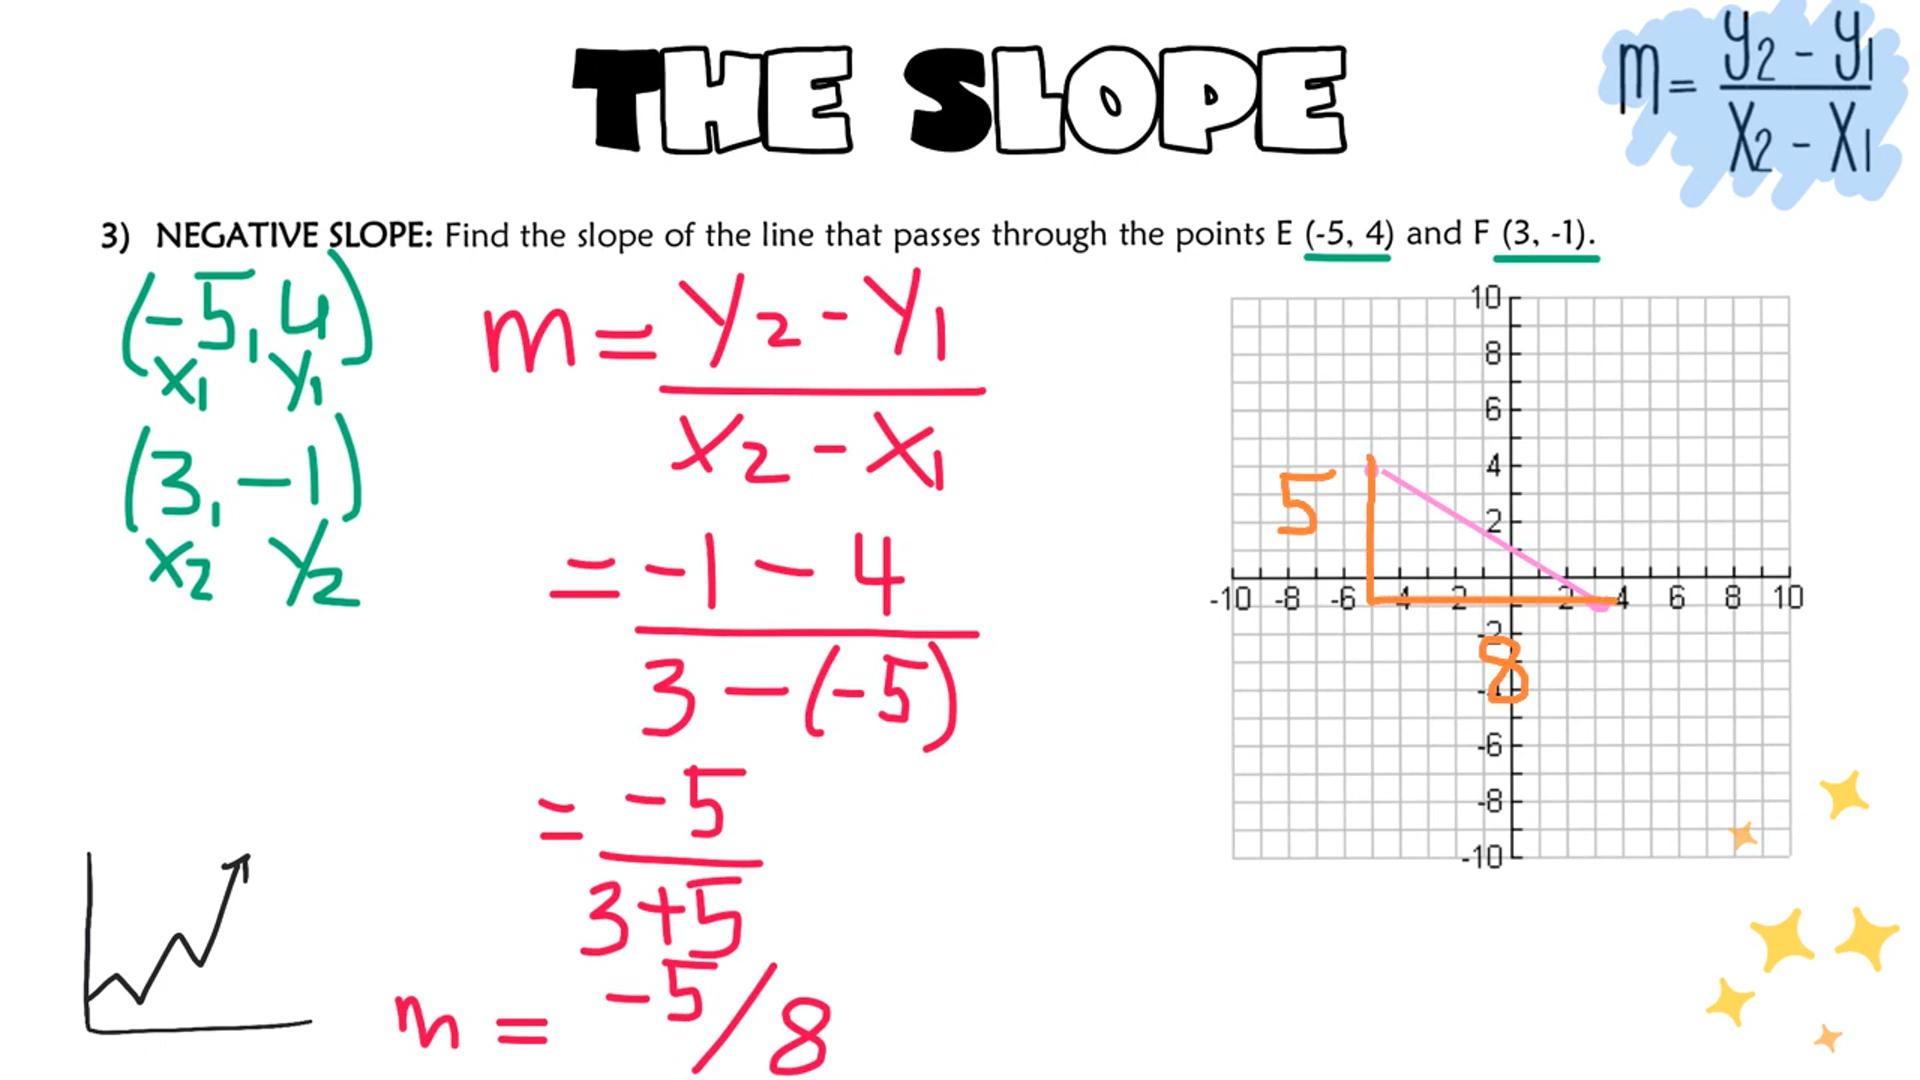 THE SLOPE
m = y2 - y1
x2 - x1
3) NEGATIVE SLOPE: Find the slope of the line that passes through the points E (-5, 4) and F (3, -1).
(-5, 4)
x1 y1
(3, -1)
x2 y2
m = y2 - y1
x2 - x1
= -1 - 4
3 - (-5)
= -5
3+5
m = -5/8
10
8
6
4
2
-10 -8 -6 -4 -2 2 4 6 8 10
-2
-4
-6
-8
-10
5
8